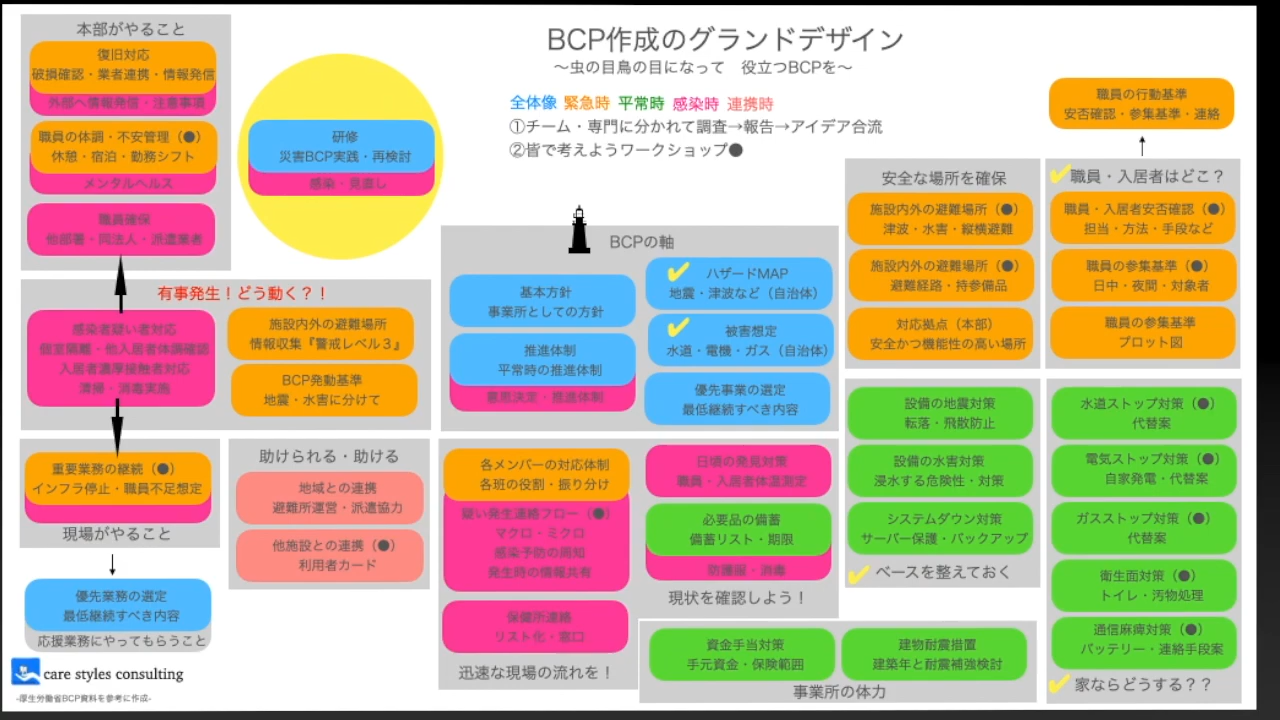 BCP作成のグランドデザイン
〜虫の目鳥の目になって　役立つBCPを〜
全体像 緊急時 平常時 感染時 連携時
①チーム・専門に分かれて調査→報告→アイデア合流
②皆で考えようワークショップ●
本部がやること
復旧対応
破損確認・業者連携・情報発信
外部へ情報発信・注意事項
職員の体調・不安管理（●）
休憩・宿泊・勤務シフト
メンタルヘルス
職員確保
他部署・同法人・派遣業者
研修
災害BCP実践・再検討
感染・見直し
有事発生！どう動く？！
感染者疑い者対応
個室隔離・他入居者体調確認
入居者濃厚接触者対応
清掃・消毒実施
施設内外の避難場所
情報収集『警戒レベル３』
BCP発動基準
地震・水害に分けて
重要業務の継続（●）
インフラ停止・職員不足想定
現場がやること
優先業務の選定
最低継続すべき内容
応援業務にやってもらうこと
助けられる・助ける
地域との連携
避難所運営・派遣協力
他施設との連携（●）
利用者カード
BCPの軸
基本方針
事業所としての方針
推進体制
平常時の推進体制
意思決定・推進体制
ハザードMAP
地震・津波など（自治体）
被害想定
水道・電機・ガス（自治体）
優先事業の選定
最低継続すべき内容
各メンバーの対応体制
各班の役割・振り分け
疑い発生連絡フロー（●）
マクロ・ミクロ
感染予防の周知
発生時の情報共有
保健所連絡
リスト化・窓口
迅速な現場の流れを！
日頃の発見対策
職員・入居者体温測定
必要品の備蓄
備蓄リスト・期限
防護服・消毒
現状を確認しよう！
資金手当対策
手元資金・保険範囲
建物耐震措置
建築年と耐震補強検討
事業所の体力
安全な場所を確保
施設内外の避難場所（●）
津波・水害・縦横避難
施設内外の避難場所（●）
避難経路・持参備品
対応拠点（本部）
安全かつ機能性の高い場所
設備の地震対策
転落・飛散防止
設備の水害対策
浸水する危険性・対策
システムダウン対策
サーバー保護・バックアップ
ベースを整えておく
職員の行動基準
安否確認・参集基準・連絡
職員・入居者はどこ？
職員・入居者安否確認（●）
担当・方法・手段など
職員の参集基準（●）
日中・夜間・対象者
職員の参集基準
プロット図
水道ストップ対策（●）
代替案
電気ストップ対策（●）
自家発電・代替案
ガスストップ対策（●）
代替案
衛生面対策（●）
トイレ・汚物処理
通信麻痺対策（●）
バッテリー・連絡手段案
家ならどうする？？
care styles consulting
-厚生労働省BCP資料を参考に作成-